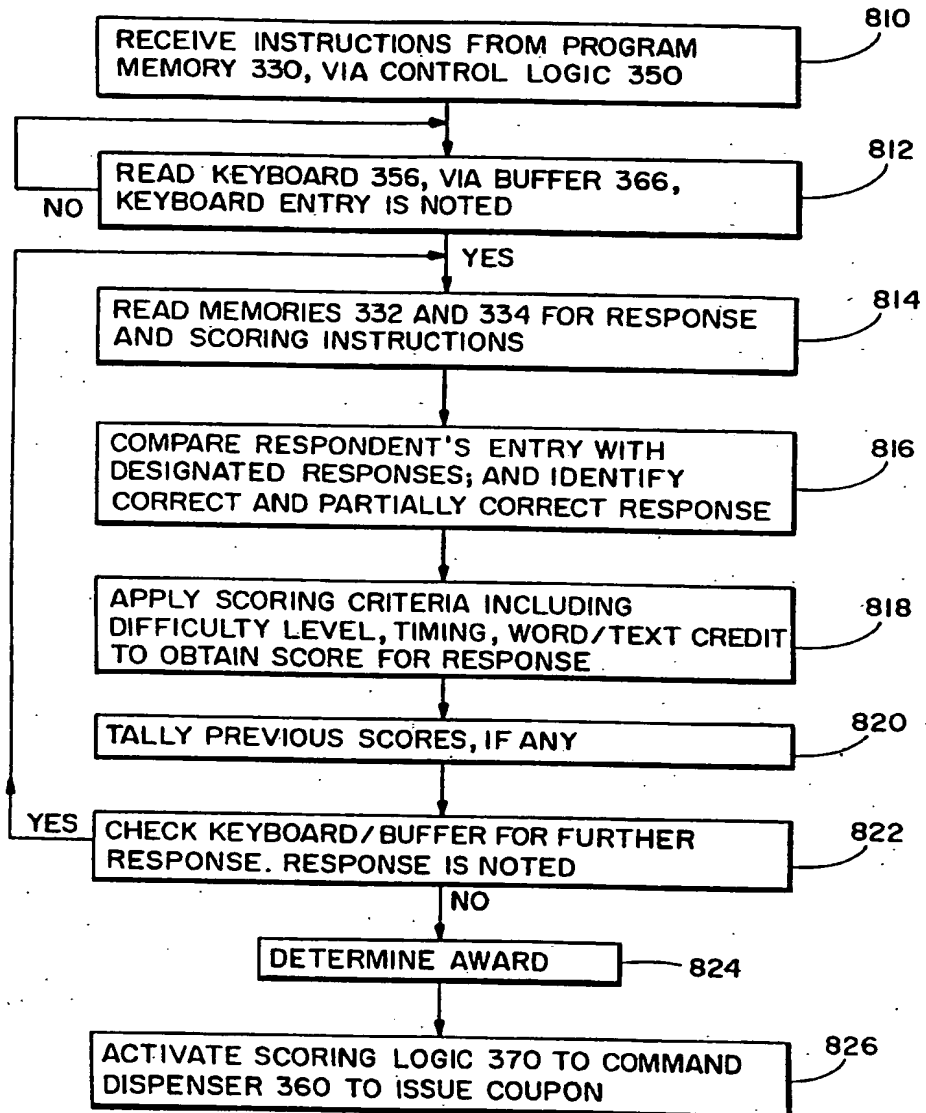 810
RECEIVE INSTRUCTIONS FROM PROGRAM
MEMORY 330, VIA CONTROL LOGIC 350
812
READ KEYBOARD 356, VIA BUFFER 366,
KEYBOARD ENTRY IS NOTED
NO
YES
814
READ MEMORIES 332 AND 334 FOR RESPONSE
AND SCORING INSTRUCTIONS
816
COMPARE RESPONDENT'S ENTRY WITH
DESIGNATED RESPONSES; AND IDENTIFY
CORRECT AND PARTIALLY CORRECT RESPONSE
818
APPLY SCORING CRITERIA INCLUDING
DIFFICULTY LEVEL, TIMING, WORD/TEXT CREDIT
TO OBTAIN SCORE FOR RESPONSE
820
TALLY PREVIOUS SCORES, IF ANY
YES
822
CHECK KEYBOARD/BUFFER FOR FURTHER
RESPONSE. RESPONSE IS NOTED
NO
DETERMINE AWARD
824
826
ACTIVATE SCORING LOGIC 370 TO COMMAND
DISPENSER 360 TO ISSUE COUPON